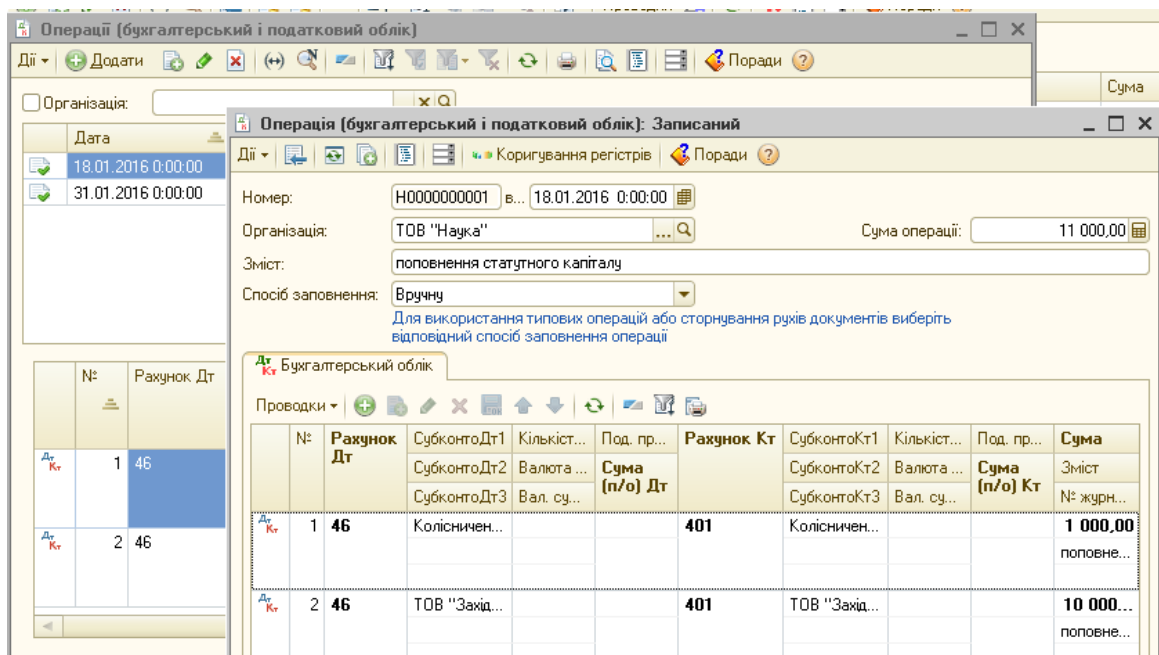 Операції (бухгалтерський і податковий облік)
Дії Додати Поради
Організація:
Сума
Дата
18.01.2016 0:00:00
31.01.2016 0:00:00
№ Рахунок Дт
1 46
2 46
Операція (бухгалтерський і податковий облік): Записаний
Дії Коригування регістрів Поради
Номер: Н0000000001 в... 18.01.2016 0:00:00
Організація: ТОВ "Наука" ... Сума операції: 11 000,00
Зміст: поповнення статутного капіталу
Спосіб заповнення: Вручну
Для використання типових операцій або сторнування рухів документів виберіть
відповідний спосіб заповнення операції
Дт Кт Бухгалтерський облік
Проводки
№ Рахунок Дт СубконтоДт1 Кількіст... Под. пр... Рахунок Кт СубконтоКт1 Кількіст... Под. пр... Сума
СубконтоДт2 Валюта ... Сума (п/о) Дт СубконтоКт2 Валюта ... Сума (п/о) Кт Зміст
СубконтоДт3 Вал. су... СубконтоКт3 Вал. су... № журн...
Дт Кт 1 46 Колісничен... 401 Колісничен... 1 000,00
поповне...
Дт Кт 2 46 ТОВ "Захід... 401 ТОВ "Захід... 10 000...
поповне...